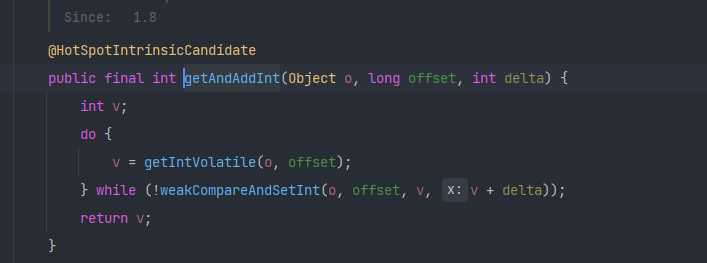 Since: 1.8
@HotSpotIntrinsicCandidate
public final int getAndAddInt(Object o, long offset, int delta) {
int v;
do {
v = getIntVolatile(o, offset);
} while (!weakCompareAndSetInt(o, offset, v, x: v + delta));
return v;
}